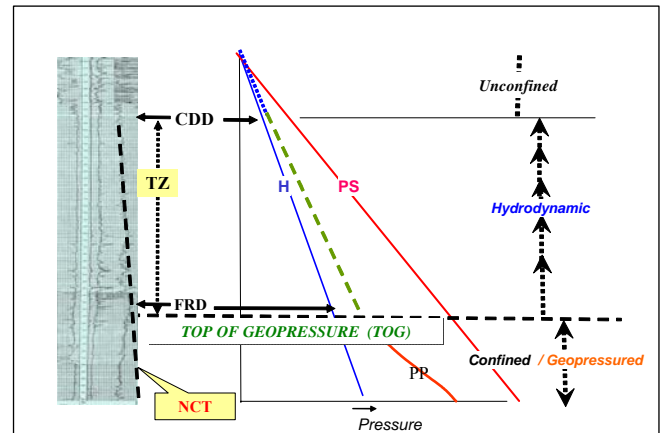 Unconfined
CDD
TZ
H
PS
Hydrodynamic
FRD
TOP OF GEOPRESSURE (TOG)
Confined / Geopressured
PP
NCT
Pressure